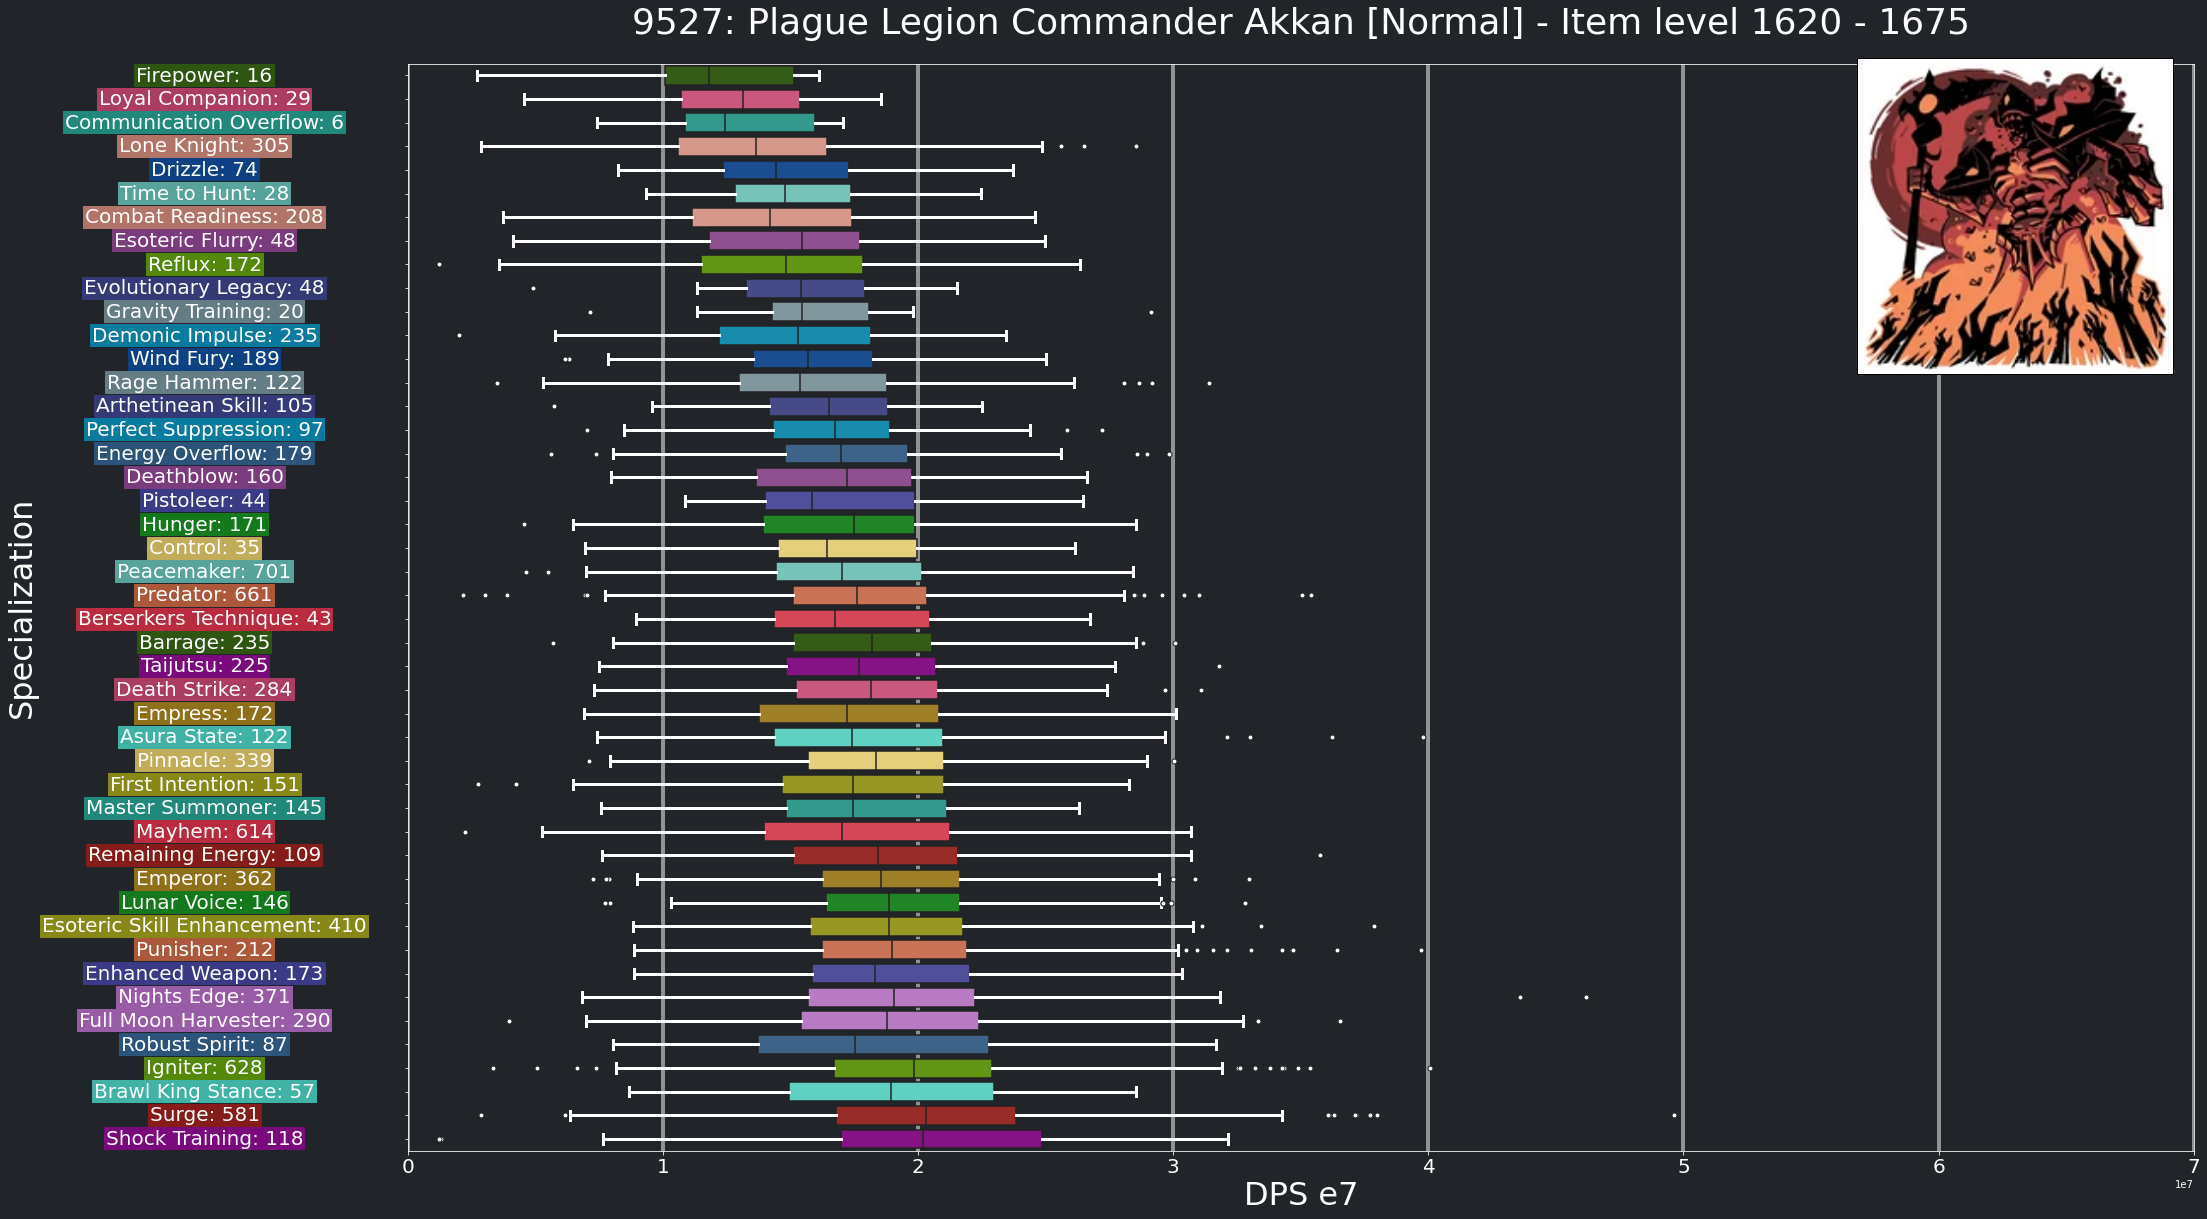 9527: Plague Legion Commander Akkan [Normal] - Item level 1620 - 1675
Firepower: 16
Loyal Companion: 29
Communication Overflow: 6
Lone Knight: 305
Drizzle: 74
Time to Hunt: 28
Combat Readiness: 208
Esoteric Flurry: 48
Reflux: 172
Evolutionary Legacy: 48
Gravity Training: 20
Demonic Impulse: 235
Wind Fury: 189
Rage Hammer: 122
Arthetinean Skill: 105
Perfect Suppression: 97
Energy Overflow: 179
Deathblow: 160
Pistoleer: 44
Hunger: 171
Control: 35
Peacemaker: 701
Predator: 661
Berserkers Technique: 43
Barrage: 235
Taijutsu: 225
Death Strike: 284
Empress: 172
Asura State: 122
Pinnacle: 339
First Intention: 151
Master Summoner: 145
Mayhem: 614
Remaining Energy: 109
Emperor: 362
Lunar Voice: 146
Esoteric Skill Enhancement: 410
Punisher: 212
Enhanced Weapon: 173
Nights Edge: 371
Full Moon Harvester: 290
Robust Spirit: 87
Igniter: 628
Brawl King Stance: 57
Surge: 581
Shock Training: 118
Specialization
0 1 2 3 4 5 6 7
DPS e7
1e7